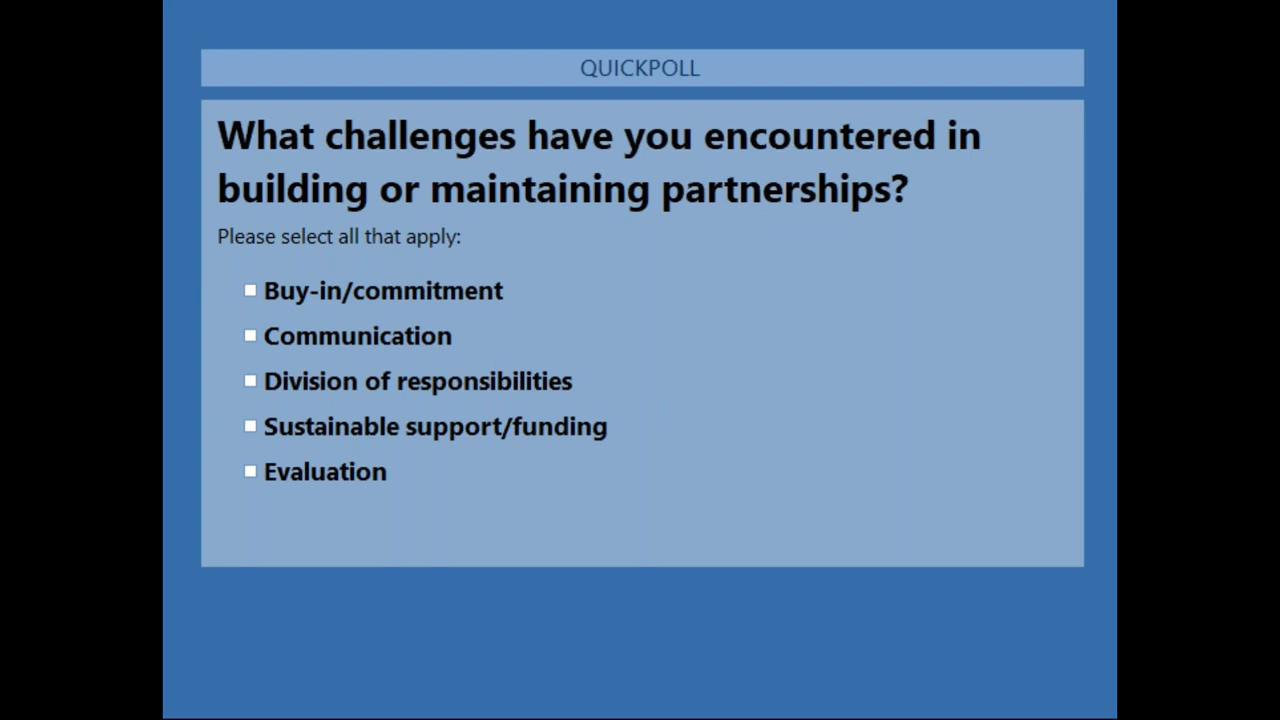 QUICKPOLL
What challenges have you encountered in
building or maintaining partnerships?
Please select all that apply:
Buy-in/commitment
Communication
Division of responsibilities
Sustainable support/funding
Evaluation